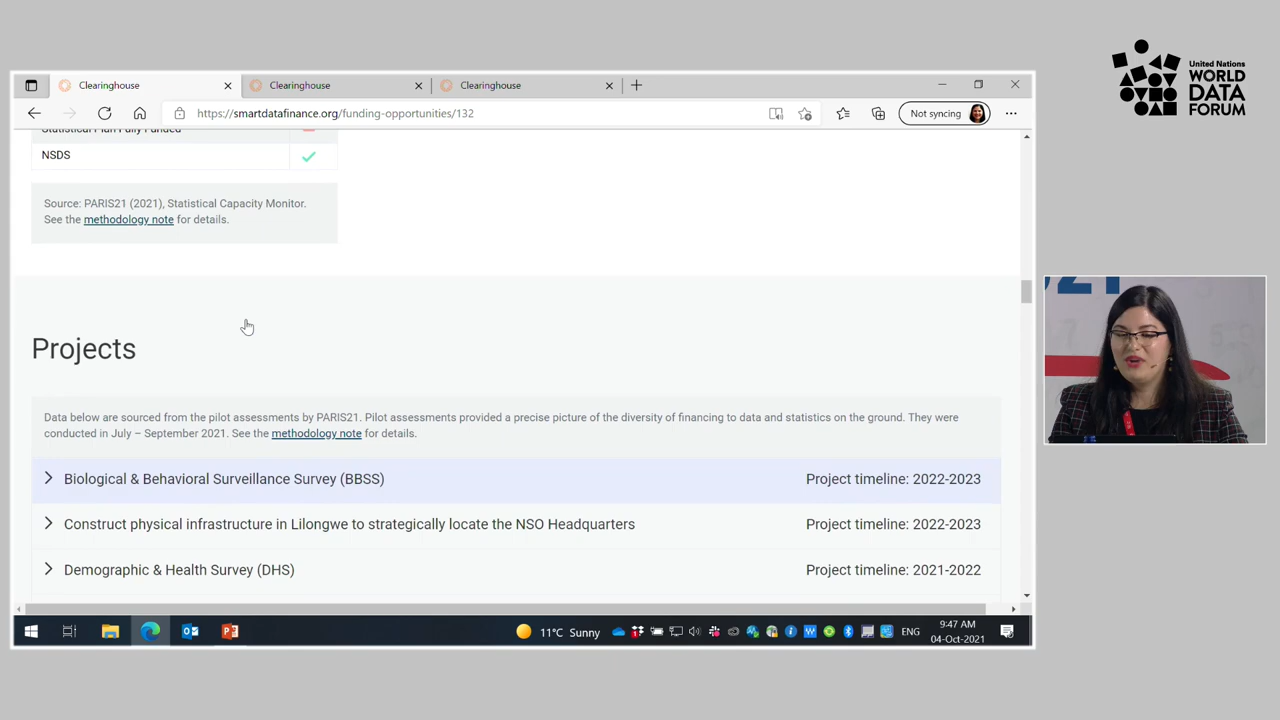 United Nations
WORLD
DATA
FORUM
Clearinghouse
Clearinghouse
Clearinghouse
https://smartdatafinance.org/funding-opportunities/132
Not syncing
Statistical Plan Fully Funded
NSDS
Source: PARIS21 (2021), Statistical Capacity Monitor.
See the methodology note for details.
Projects
Data below are sourced from the pilot assessments by PARIS21. Pilot assessments provided a precise picture of the diversity of financing to data and statistics on the ground. They were
conducted in July – September 2021. See the methodology note for details.
Biological & Behavioral Surveillance Survey (BBSS) Project timeline: 2022-2023
Construct physical infrastructure in Lilongwe to strategically locate the NSO Headquarters Project timeline: 2022-2023
Demographic & Health Survey (DHS) Project timeline: 2021-2022
11°C Sunny
ENG
9:47 AM
04-Oct-2021